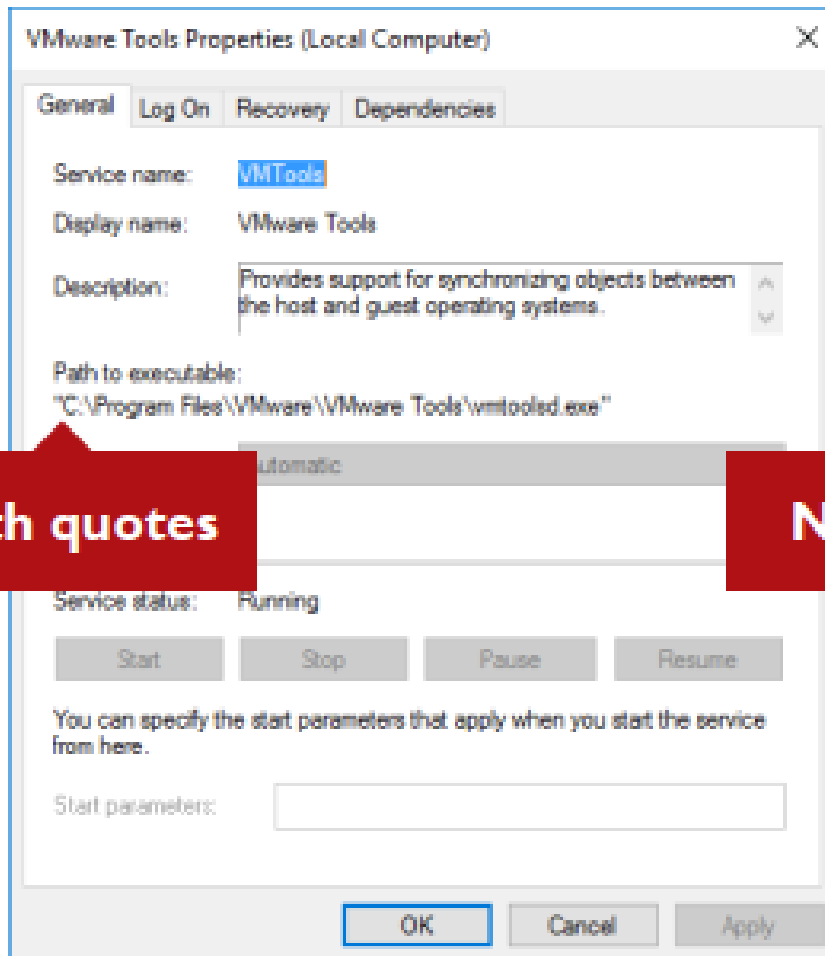 VMware Tools Properties (Local Computer)
General Log On Recovery Dependencies
Service name: VMTools
Display name: VMware Tools
Description: Provides support for synchronizing objects between
the host and guest operating systems.
Path to executable:
"C:\Program Files\VMware\VMware Tools\vmtoolsd.exe"
utomatic
th quotes
N
Service status: Running
Start Stop Pause Resume
You can specify the start parameters that apply when you start the service
from here.
Start parameters:
OK Cancel Apply